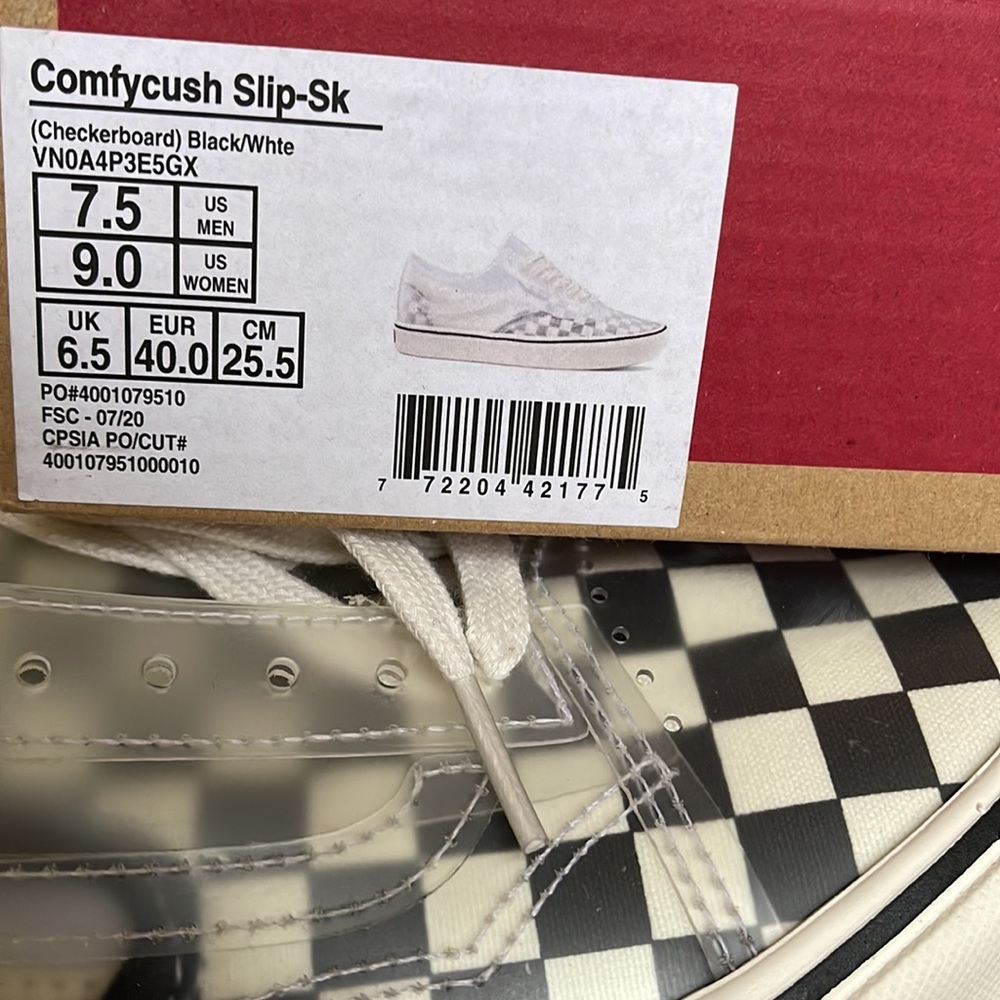 Comfycush Slip-Sk
(Checkerboard) Black/Whte
VN0A4P3E5GX
7.5 US MEN
9.0 US WOMEN
UK EUR CM
6.5 40.0 25.5
PO#4001079510
FSC - 07/20
CPSIA PO/CUT#
400107951000010
7 72204 42177 5